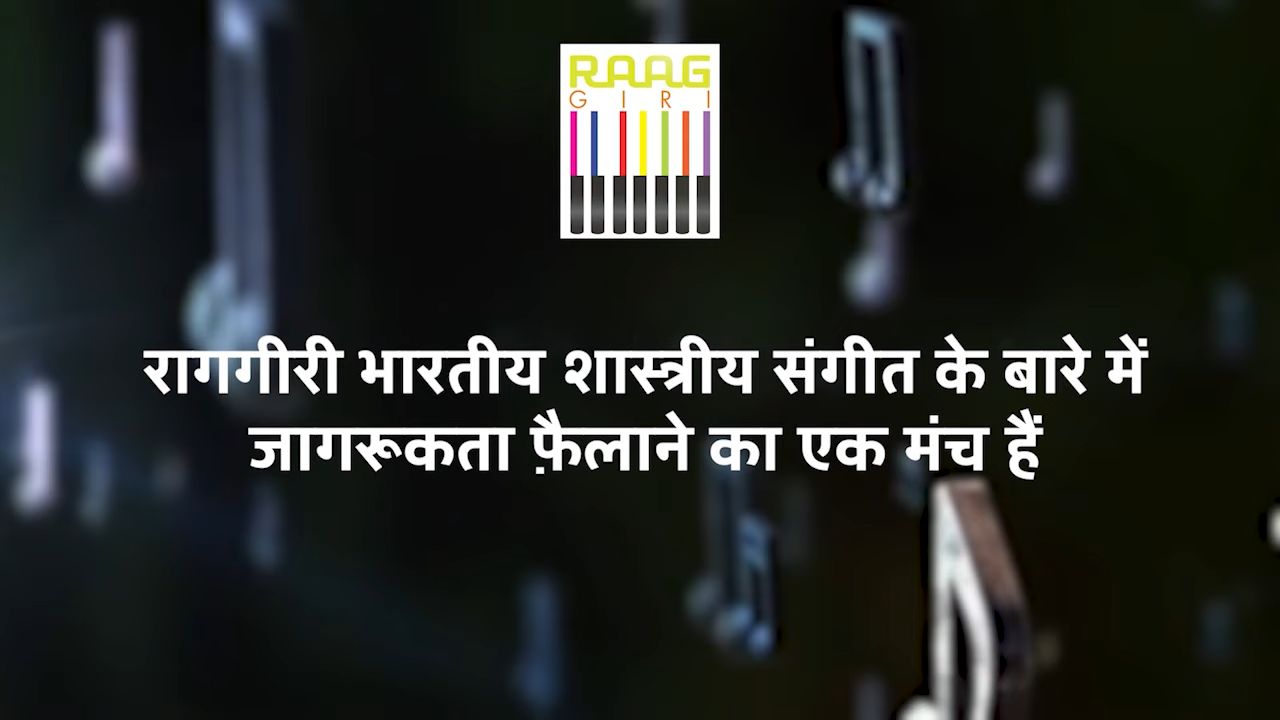 RAAG
GIRI
रागगीरी भारतीय शास्त्रीय संगीत के बारे में
जागरूकता फ़ैलाने का एक मंच हैं